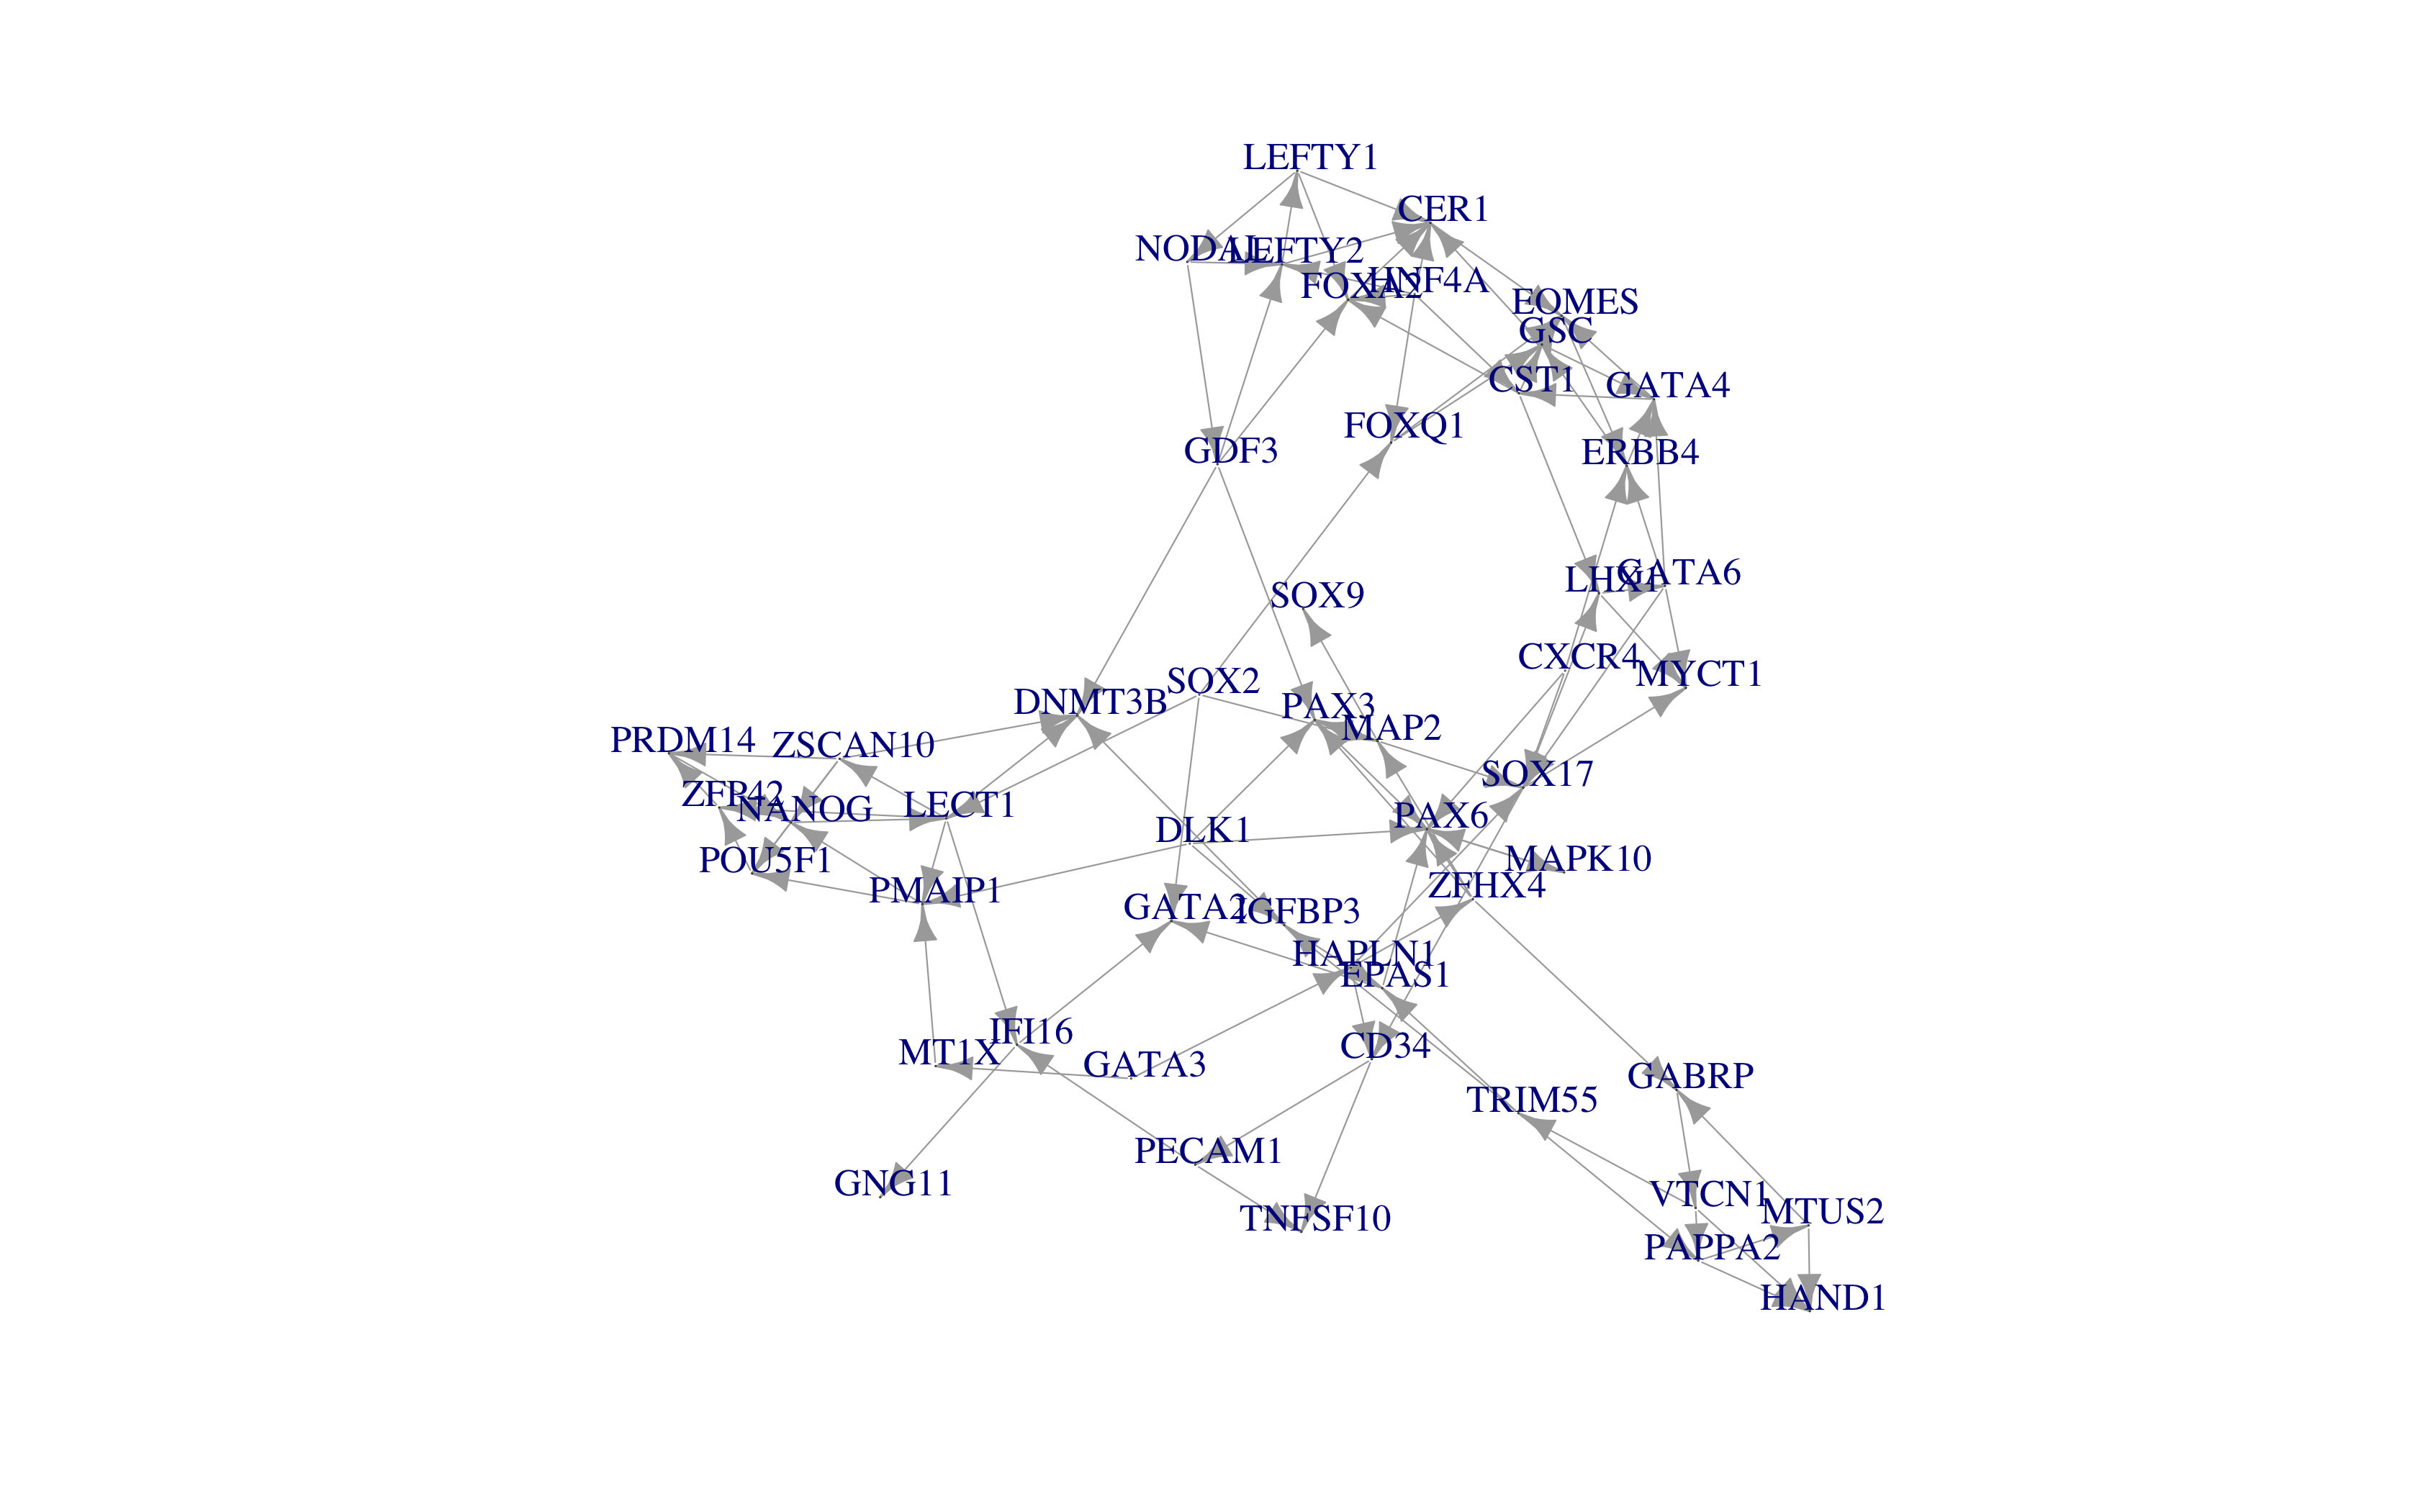 LEFTY1
CER1
NODAL
LEFTY2
HNF4A
FOXA2
EOMES
GSC
CST1
GATA4
FOXQ1
GDF3
ERBB4
LHX1
GATA6
SOX9
CXCR4
MYCT1
SOX2
DNMT3B
PAX3
MAP2
PRDM14
ZSCAN10
SOX17
ZFP42
NANOG
LECT1
PAX6
DLK1
POU5F1
MAPK10
PMAIP1
ZFHX4
GATA2
IGFBP3
HAPLN1
EPAS1
IFI16
MT1X
CD34
GATA3
GABRP
TRIM55
PECAM1
GNG11
VTCN1
MTUS2
TNFSF10
PAPPA2
HAND1